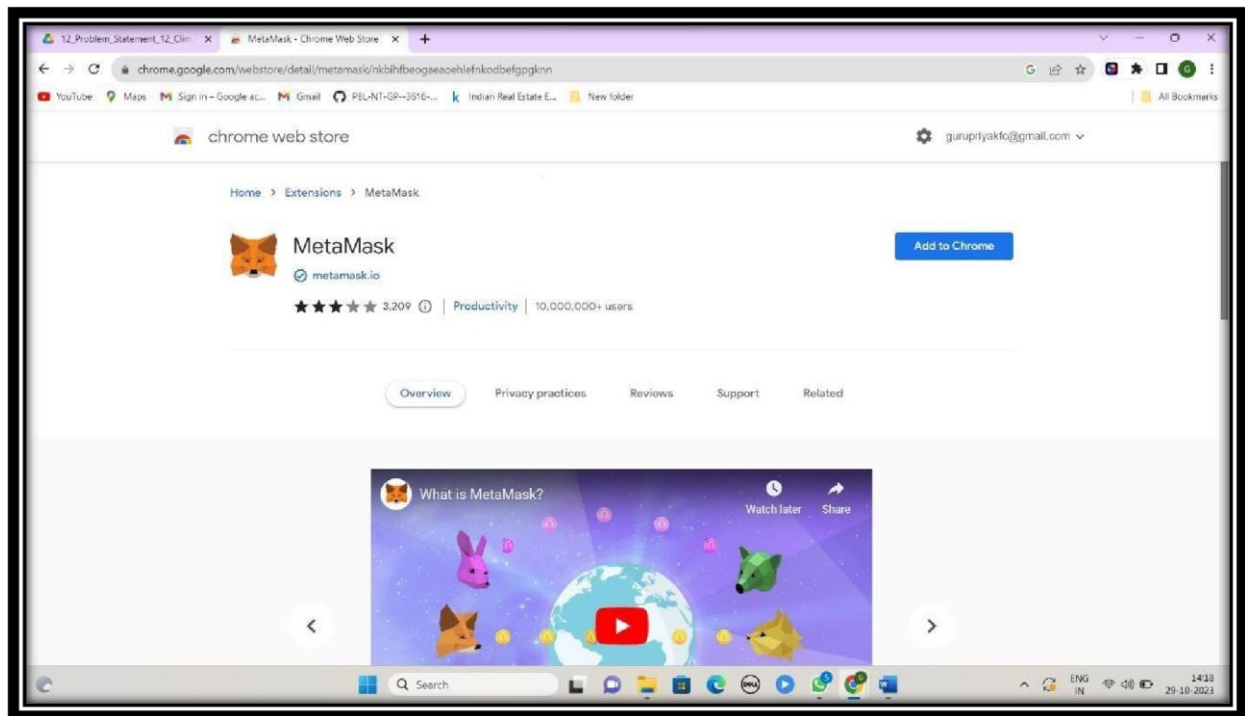 12_Problem_Statement_12_Clim
MetaMask - Chrome Web Store
chrome.google.com/webstore/detail/metamask/nkbihfbeogaeaoehlefnkodbefgpgknn
YouTube Maps Sign in – Google ac... Gmail PBL-NT-GP--3616-... Indian Real Estate E... New folder All Bookmarks
chrome web store gurupriyakfc@gmail.com
Home > Extensions > MetaMask
MetaMask
Add to Chrome
metamask.io
3,209 | Productivity | 10,000,000+ users
Overview Privacy practices Reviews Support Related
What is MetaMask?
Watch later Share
Search
ENG
IN
14:18
29-10-2023